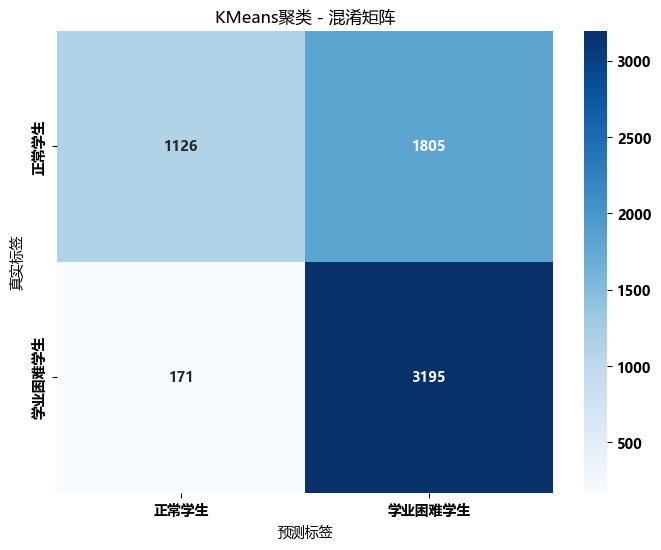 KMeans聚类 - 混淆矩阵
正常学生
1126
1805
学业困难学生
171
3195
真实标签
正常学生
学业困难学生
预测标签
3000
2500
2000
1500
1000
500